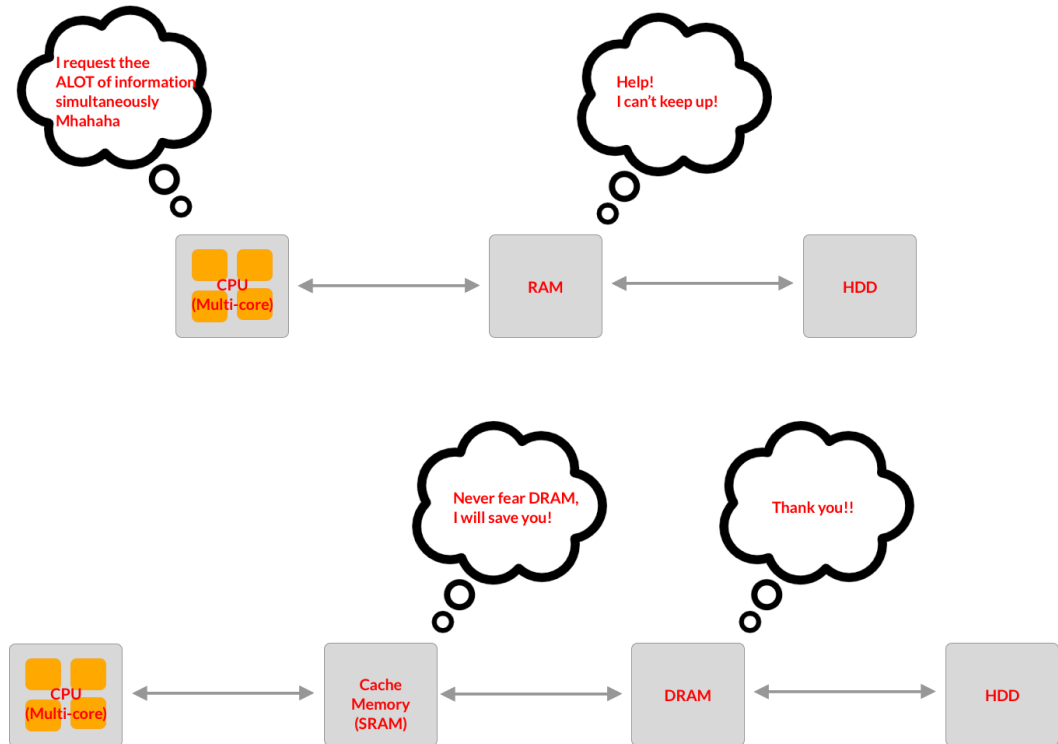 I request thee
ALOT of information
simultaneously
Mhahaha
Help!
I can't keep up!
CPU
(Multi-core)
RAM
HDD
Never fear DRAM,
I will save you!
Thank you!!
CPU
(Multi-core)
Cache
Memory
(SRAM)
DRAM
HDD